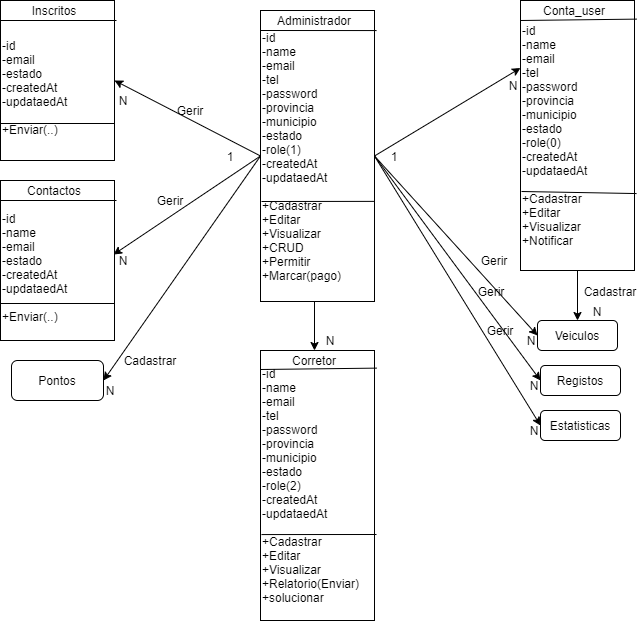 Inscritos
-id
-email
-estado
-createdAt
-updataedAt
+Enviar(..)
Contactos
-id
-name
-email
-estado
-createdAt
-updataedAt
+Enviar(..)
Pontos
Administrador
-id
-name
-email
-tel
-password
-provincia
-municipio
-estado
-role(1)
-createdAt
-updataedAt
+Cadastrar
+Editar
+Visualizar
+CRUD
+Permitir
+Marcar(pago)
Corretor
-id
-name
-email
-tel
-password
-provincia
-municipio
-estado
-role(2)
-createdAt
-updataedAt
+Cadastrar
+Editar
+Visualizar
+Relatorio(Enviar)
+solucionar
Conta_user
-id
-name
-email
-tel
-password
-provincia
-municipio
-estado
-role(0)
-createdAt
-updataedAt
+Cadastrar
+Editar
+Visualizar
+Notificar
Veiculos
Registos
Estatisticas
N
Gerir
1
Gerir
N
Cadastrar
N
N
N
1
Gerir
Gerir
Gerir
Cadastrar
N
N
N
N